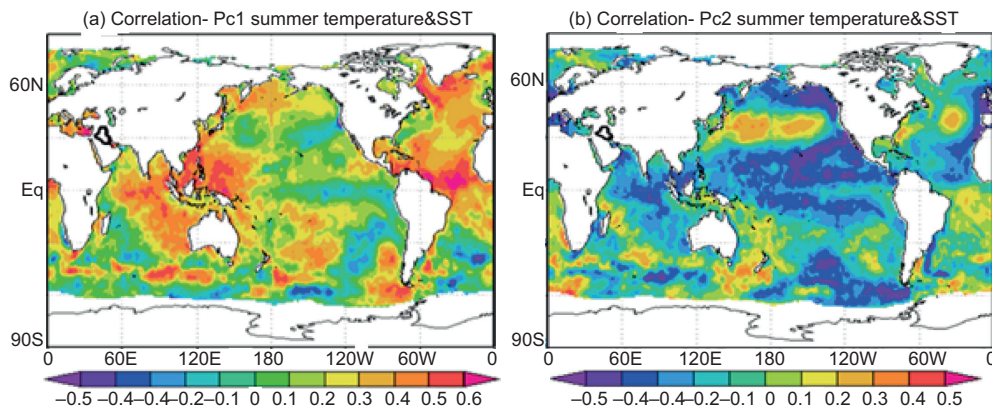 (a) Correlation- Pc1 summer temperature&SST
60N
Eq
90S
0 60E 120E 180 120W 60W 0
–0.5 –0.4 –0.4 –0.2 –0.1 0 0.1 0.2 0.3 0.4 0.5 0.6
(b) Correlation- Pc2 summer temperature&SST
60N
Eq
90S
0 60E 120E 180 120W 60W 0
–0.5 –0.4 –0.4 –0.2 –0.1 0 0.1 0.2 0.3 0.4 0.5